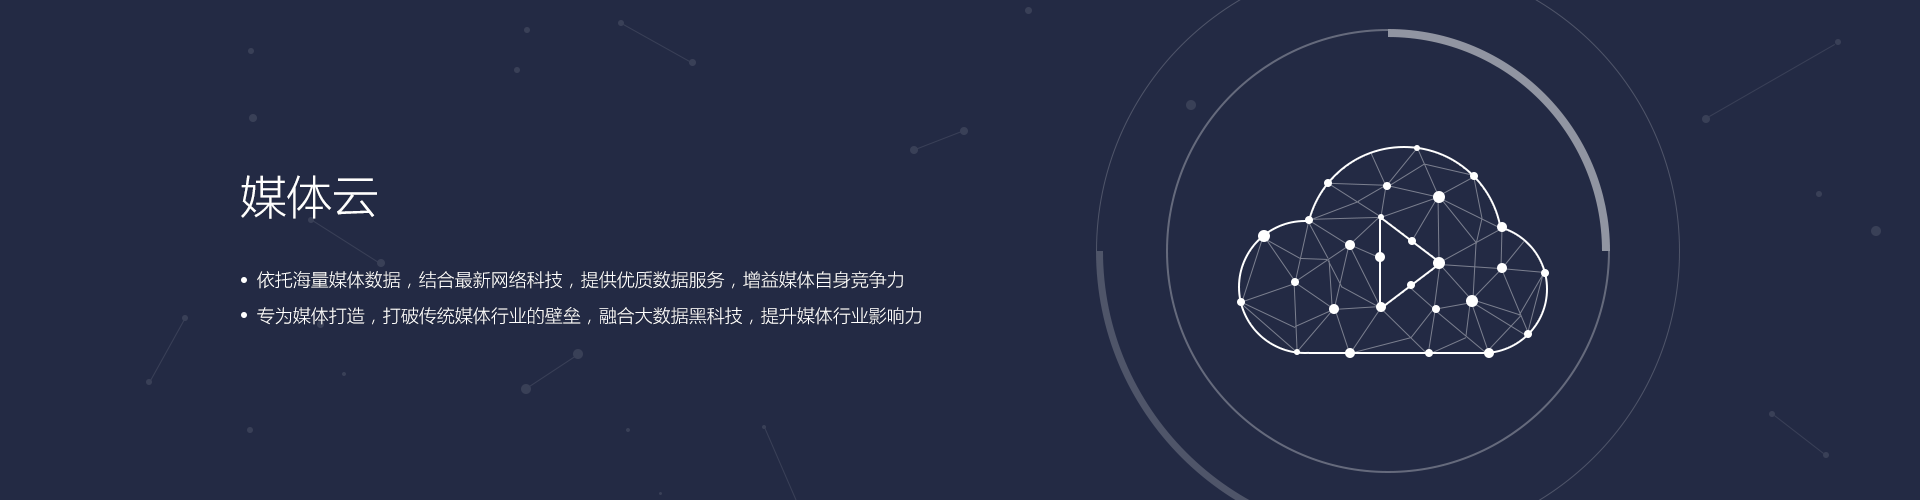 媒体云
• 依托海量媒体数据，结合最新网络科技，提供优质数据服务，增益媒体自身竞争力
• 专为媒体打造，打破传统媒体行业的壁垒，融合大数据黑科技，提升媒体行业影响力